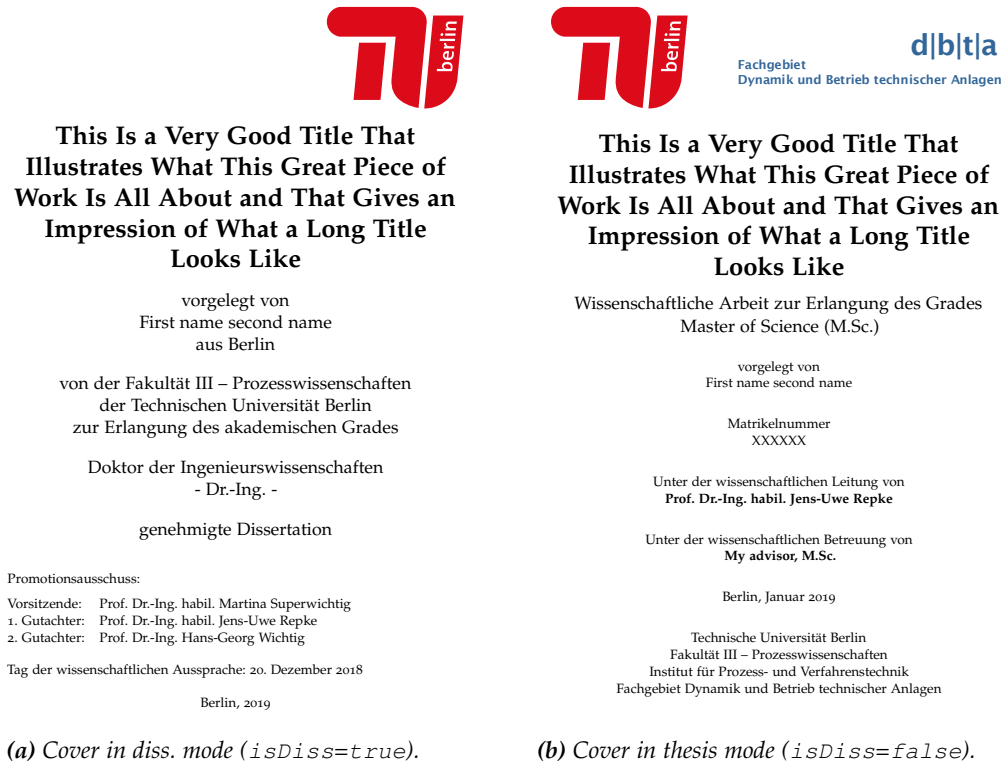 berlin
This Is a Very Good Title That
Illustrates What This Great Piece of
Work Is All About and That Gives an
Impression of What a Long Title
Looks Like
vorgelegt von
First name second name
aus Berlin
von der Fakultät III – Prozesswissenschaften
der Technischen Universität Berlin
zur Erlangung des akademischen Grades
Doktor der Ingenieurswissenschaften
- Dr.-Ing. -
genehmigte Dissertation
Promotionsausschuss:
Vorsitzende: Prof. Dr.-Ing. habil. Martina Superwichtig
1. Gutachter: Prof. Dr.-Ing. habil. Jens-Uwe Repke
2. Gutachter: Prof. Dr.-Ing. Hans-Georg Wichtig
Tag der wissenschaftlichen Aussprache: 20. Dezember 2018
Berlin, 2019
(a) Cover in diss. mode (isDiss=true).
berlin
d|b|t|a
Fachgebiet
Dynamik und Betrieb technischer Anlagen
This Is a Very Good Title That
Illustrates What This Great Piece of
Work Is All About and That Gives an
Impression of What a Long Title
Looks Like
Wissenschaftliche Arbeit zur Erlangung des Grades
Master of Science (M.Sc.)
vorgelegt von
First name second name
Matrikelnummer
XXXXXX
Unter der wissenschaftlichen Leitung von
Prof. Dr.-Ing. habil. Jens-Uwe Repke
Unter der wissenschaftlichen Betreuung von
My advisor, M.Sc.
Berlin, Januar 2019
Technische Universität Berlin
Fakultät III – Prozesswissenschaften
Institut für Prozess- und Verfahrenstechnik
Fachgebiet Dynamik und Betrieb technischer Anlagen
(b) Cover in thesis mode (isDiss=false).